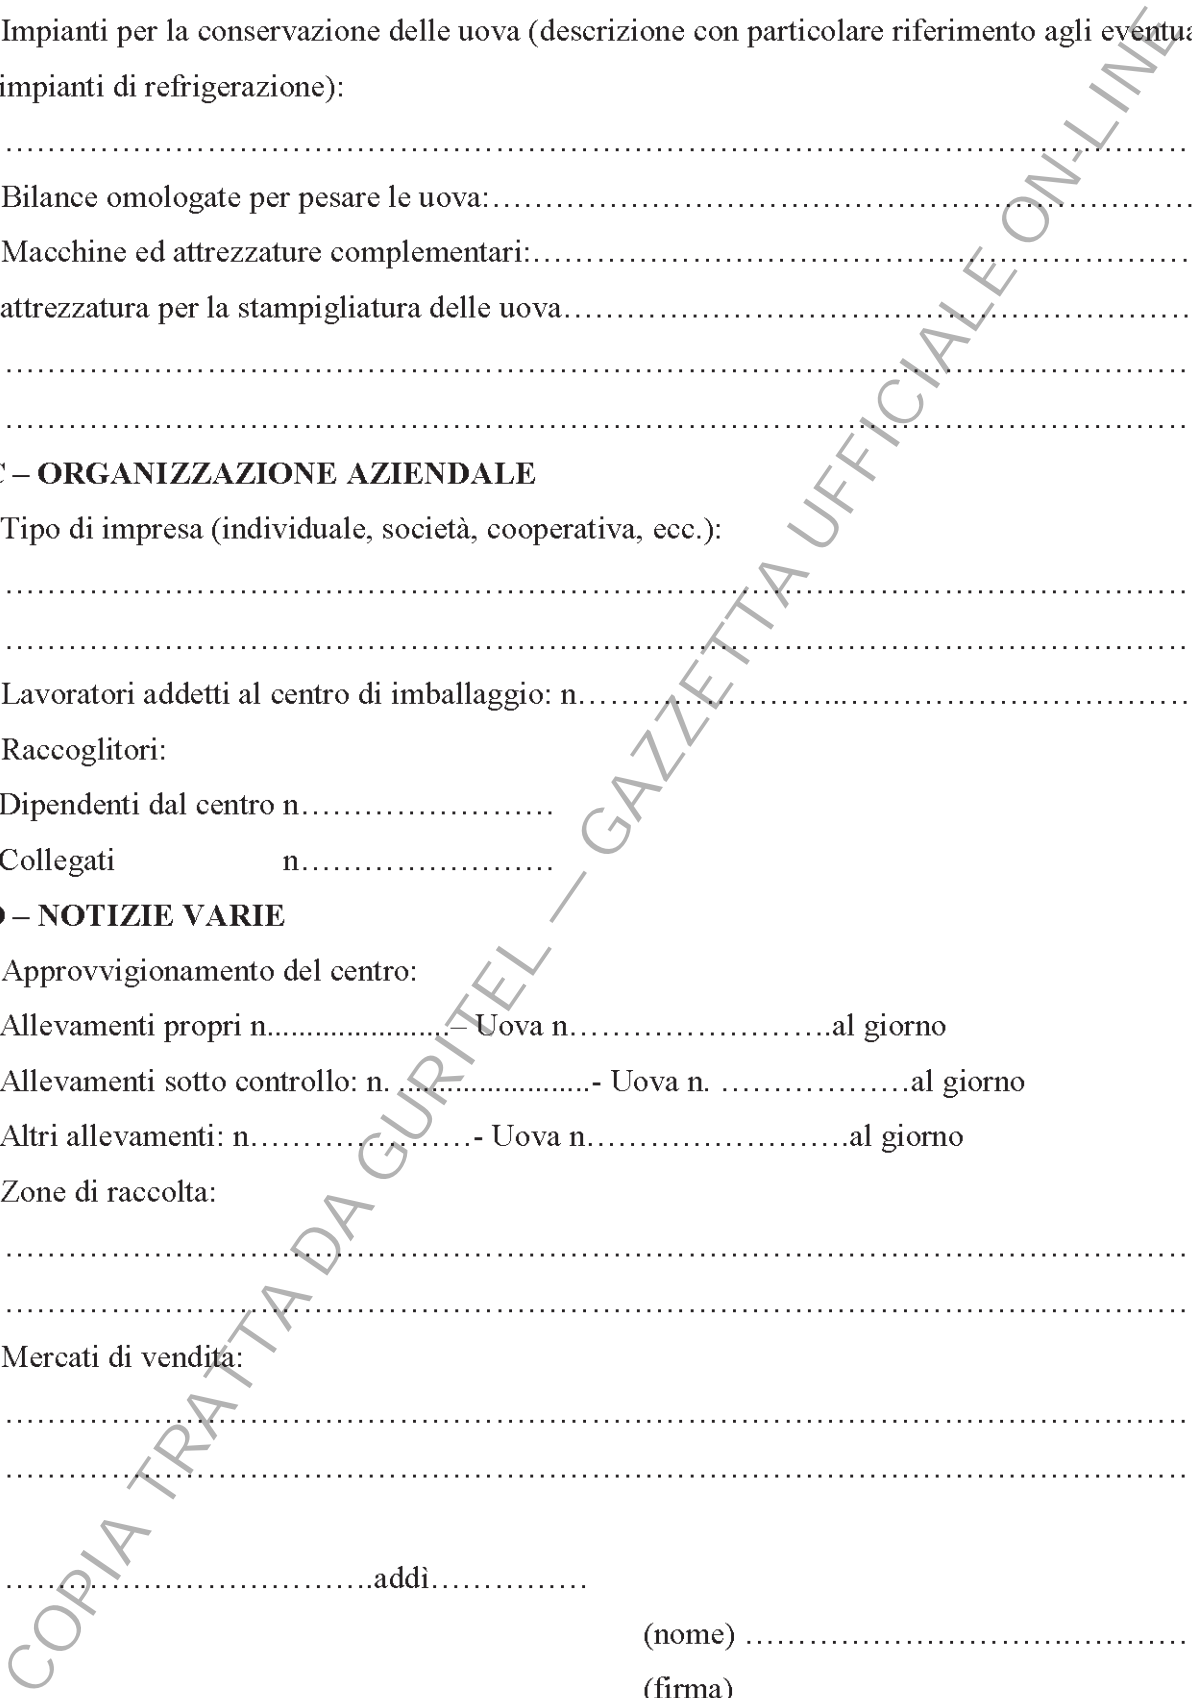 Impianti per la conservazione delle uova (descrizione con particolare riferimento agli eventua
impianti di refrigerazione):
……………………………………………………………………………………………………
Bilance omologate per pesare le uova:……………………………………………………………
Macchine ed attrezzature complementari:…………………………………..……………………
attrezzatura per la stampigliatura delle uova………………………………………………………
……………………………………………………………………………………………………
……………………………………………………………………………………………………
C – ORGANIZZAZIONE AZIENDALE
Tipo di impresa (individuale, società, cooperativa, ecc.):
……………………………………………………………………………………………………
……………………………………………………………………………………………………
Lavoratori addetti al centro di imballaggio: n……………………..……………………………
Raccoglitori:
Dipendenti dal centro n……………………
Collegati n……………………
D – NOTIZIE VARIE
Approvvigionamento del centro:
Allevamenti propri n........................– Uova n…………………….al giorno
Allevamenti sotto controllo: n. .........................- Uova n. ………………al giorno
Altri allevamenti: n…………………- Uova n…………………….al giorno
Zone di raccolta:
……………………………………………………………………………………………………
……………………………………………………………………………………………………
Mercati di vendita:
……………………………………………………………………………………………………
……………………………………………………………………………………………………
…………………………….addì……………
(nome) ………………………….…………
(firma)
COPIA TRATTA DA GURITEL — GAZZETTA UFFICIALE ON-LINE